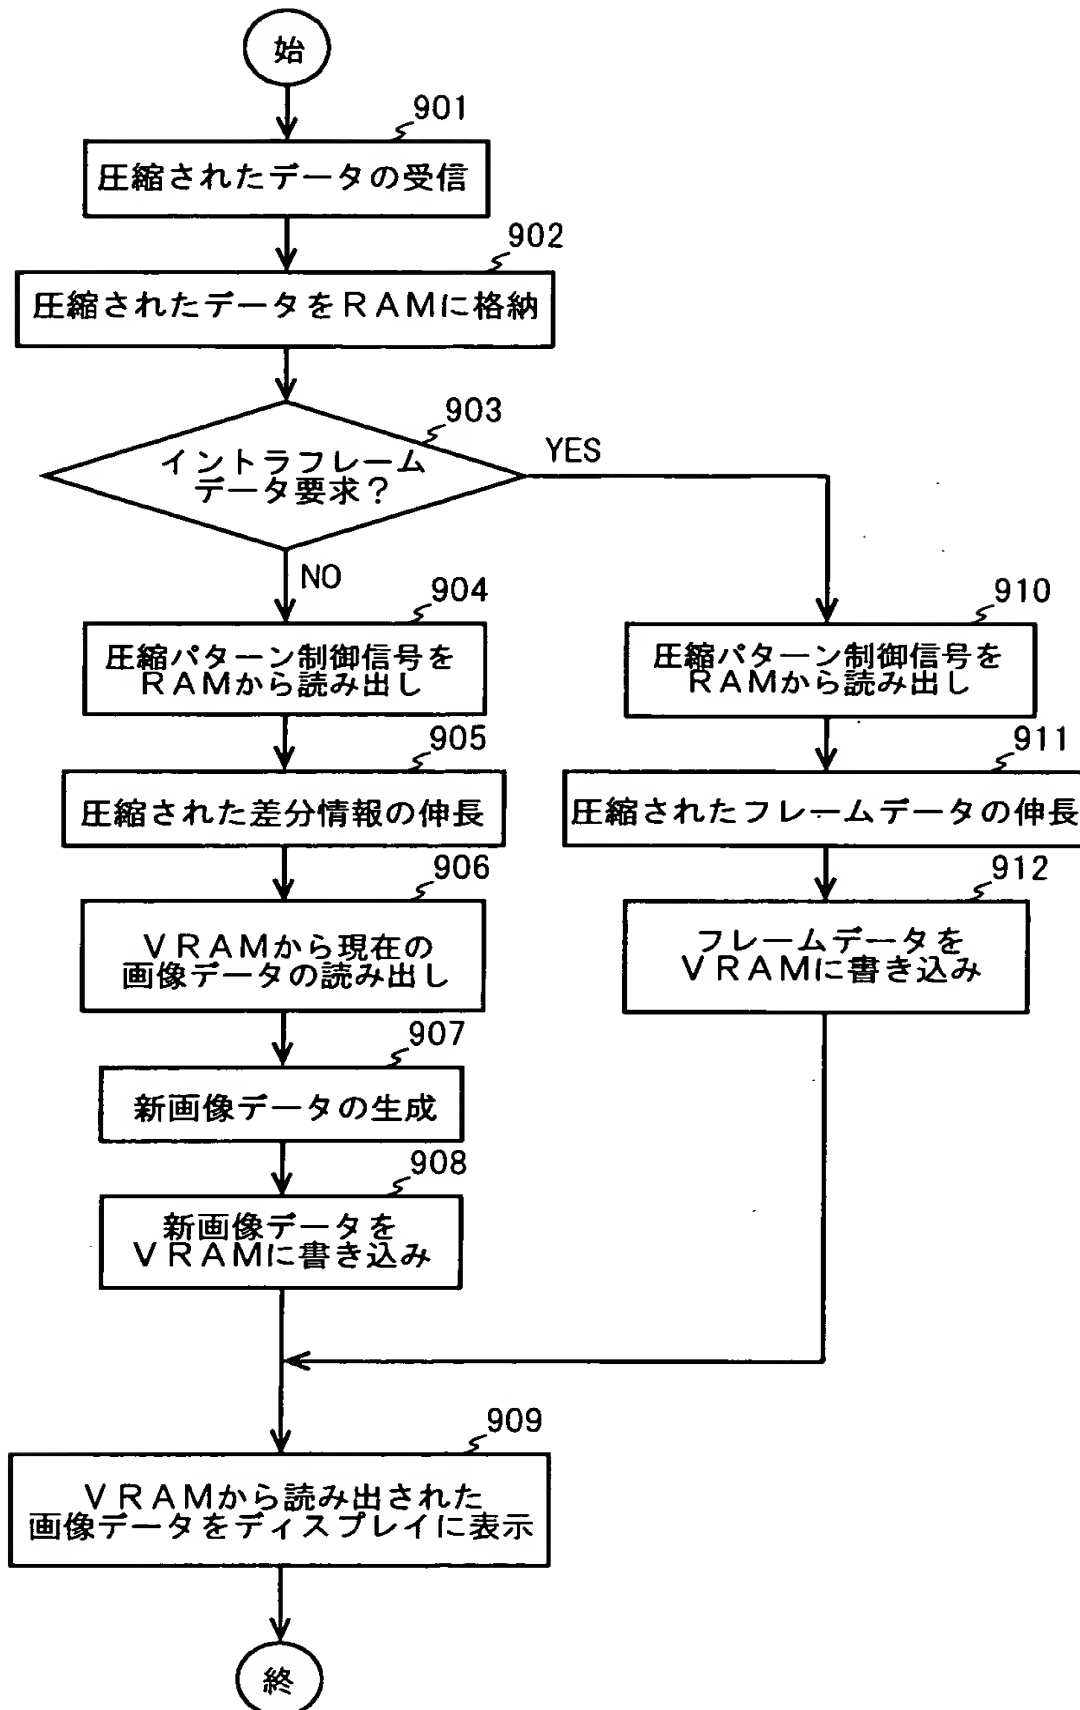 始
901
圧縮されたデータの受信
902
圧縮されたデータをRAMに格納
903
イントラフレーム
データ要求？
YES
NO
904
圧縮パターン制御信号を
RAMから読み出し
905
圧縮された差分情報の伸長
906
VRAMから現在の
画像データの読み出し
907
新画像データの生成
908
新画像データを
VRAMに書き込み
910
圧縮パターン制御信号を
RAMから読み出し
911
圧縮されたフレームデータの伸長
912
フレームデータを
VRAMに書き込み
909
VRAMから読み出された
画像データをディスプレイに表示
終